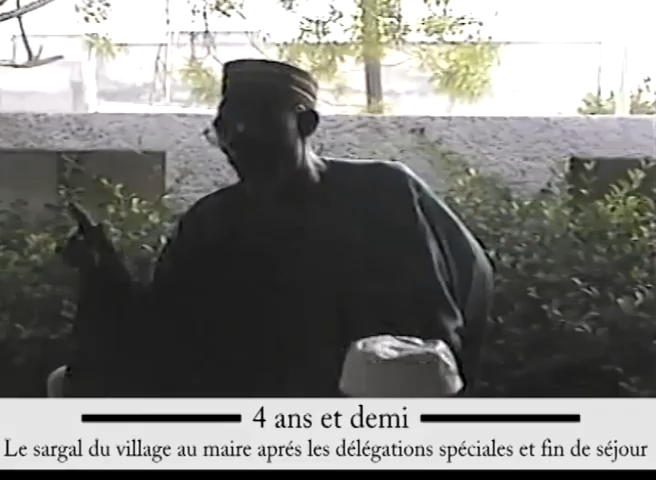 4 ans et demi
Le sargal du village au maire aprés les délégations spéciales et fin de séjour